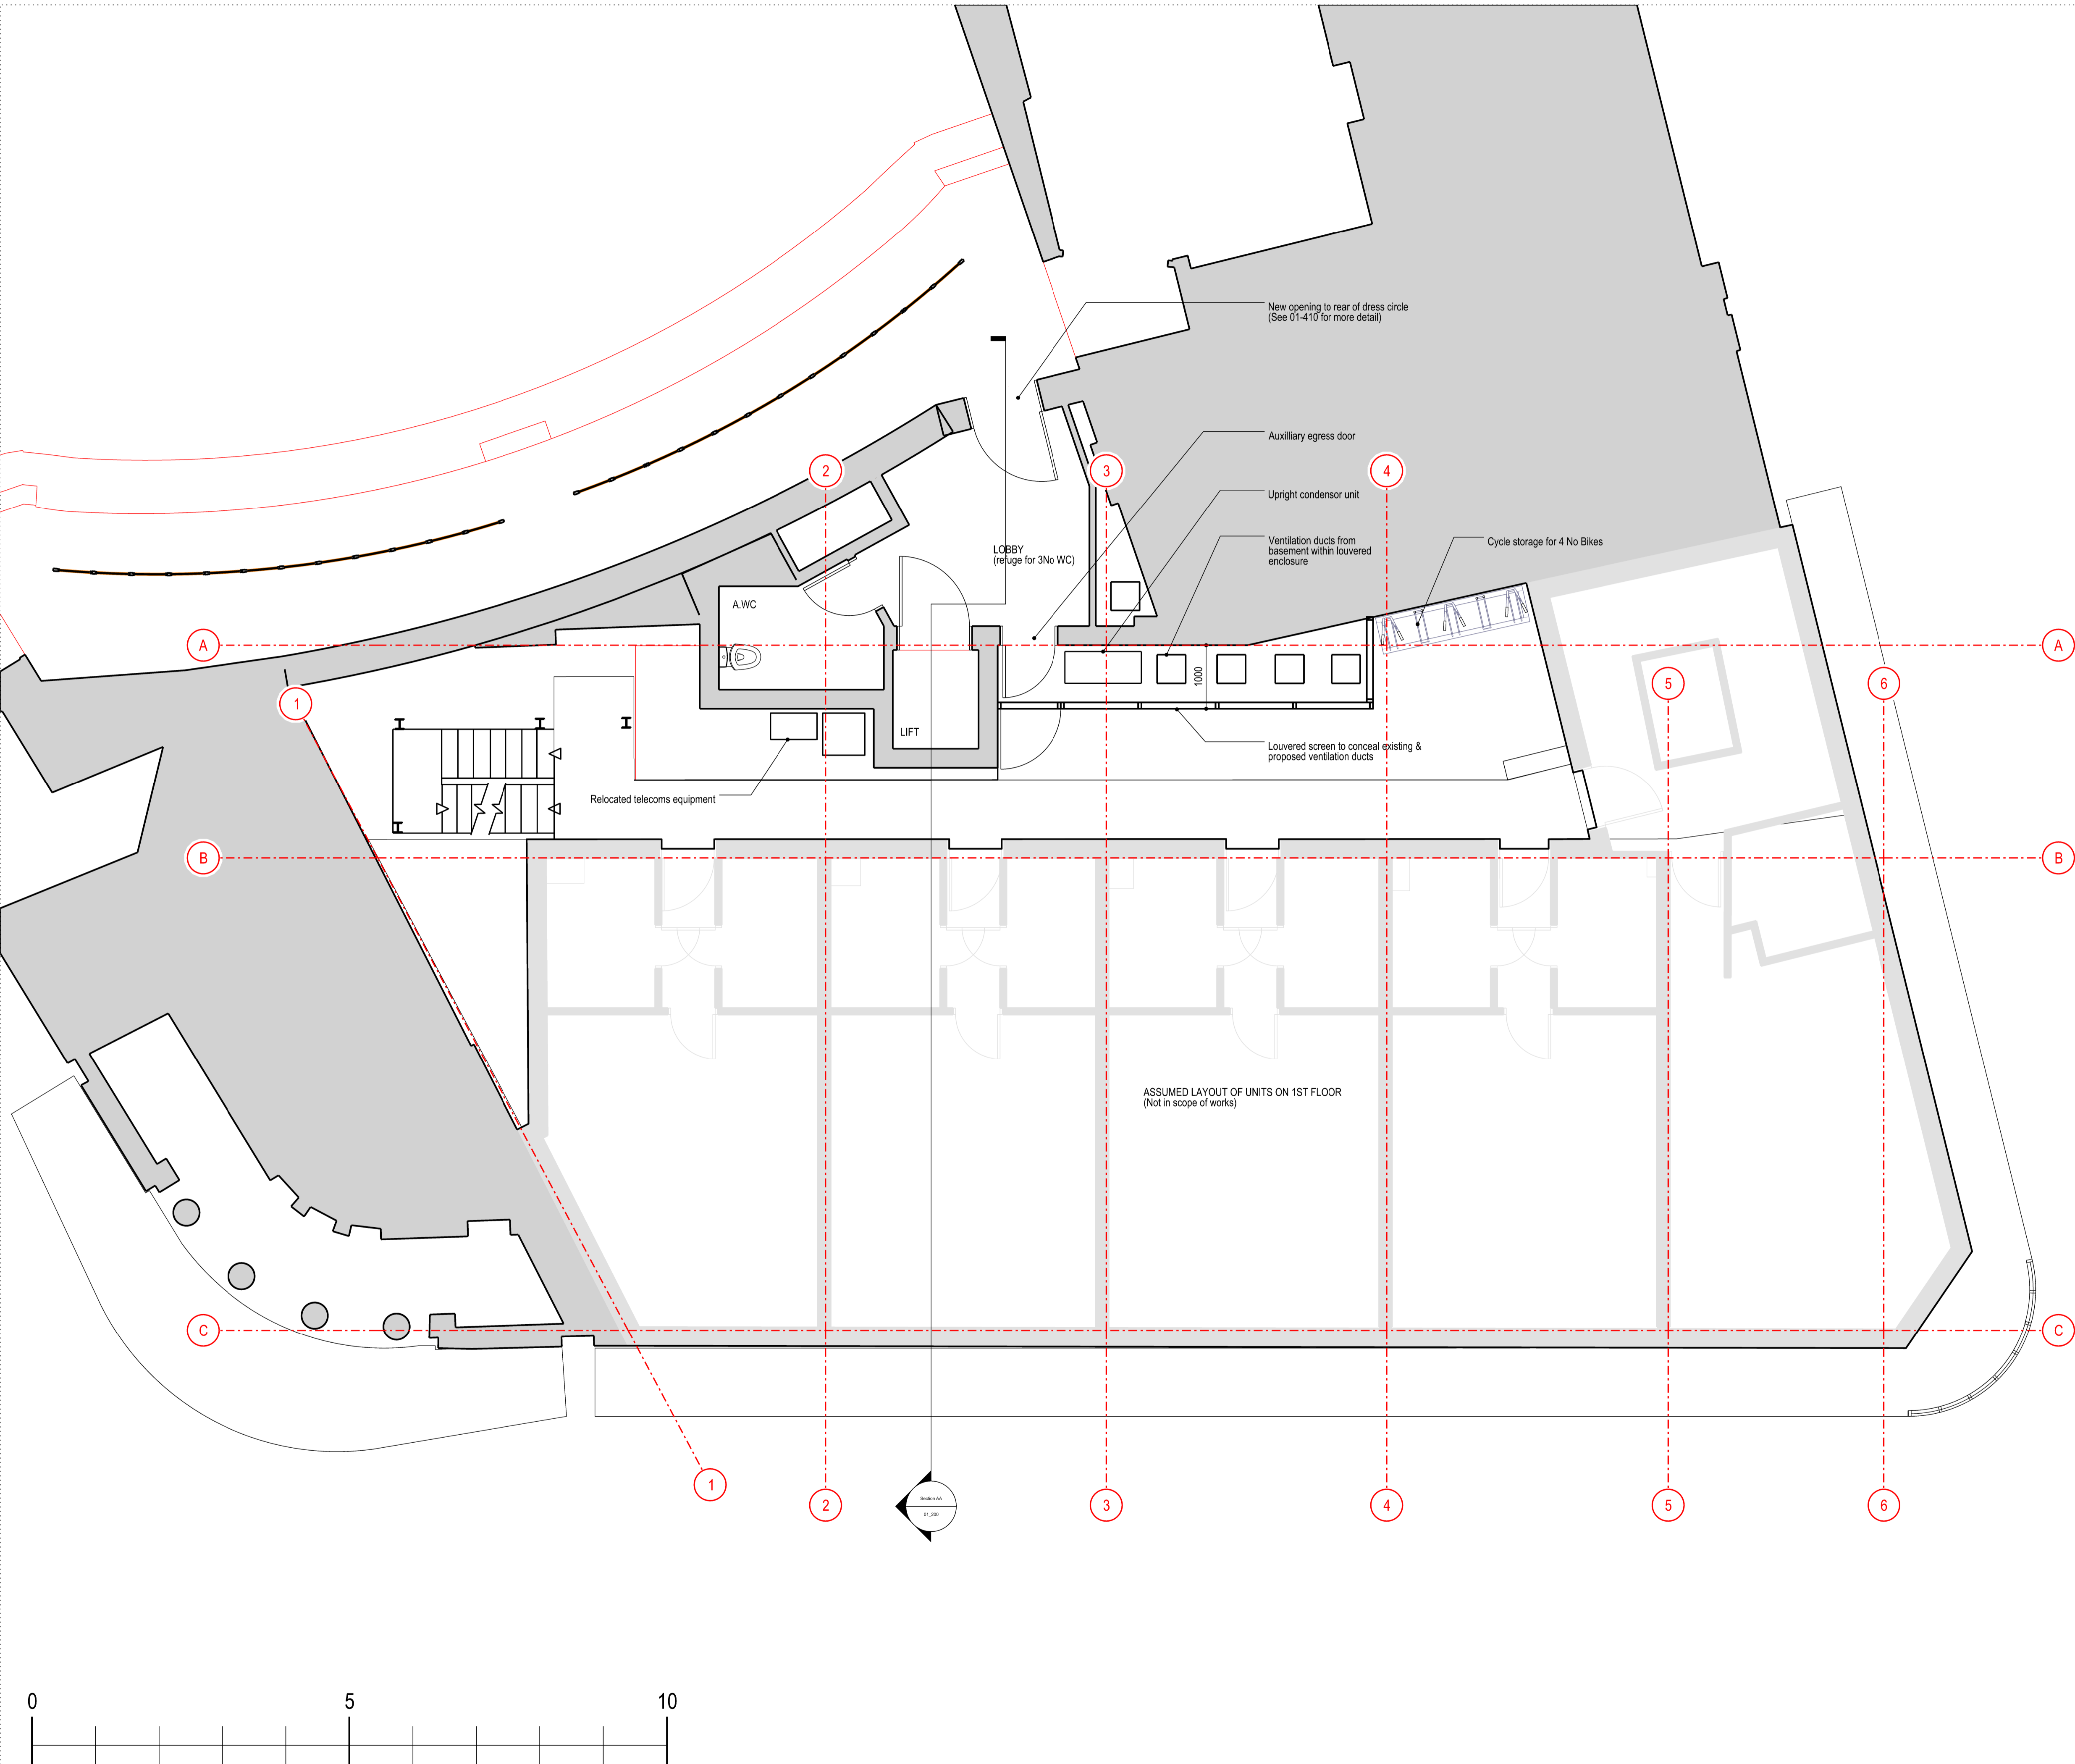 New opening to rear of dress circle
(See 01-410 for more detail)
Auxilliary egress door
2
3
4
Upright condensor unit
Ventilation ducts from
basement within louvered
enclosure
Cycle storage for 4 No Bikes
LOBBY
(refuge for 3No WC)
A.WC
A
A
1000
5
6
1
LIFT
Louvered screen to conceal existing &
proposed ventilation ducts
Relocated telecoms equipment
B
B
ASSUMED LAYOUT OF UNITS ON 1ST FLOOR
(Not in scope of works)
C
C
1
2
Section AA
01_200
3
4
5
6
0
5
10